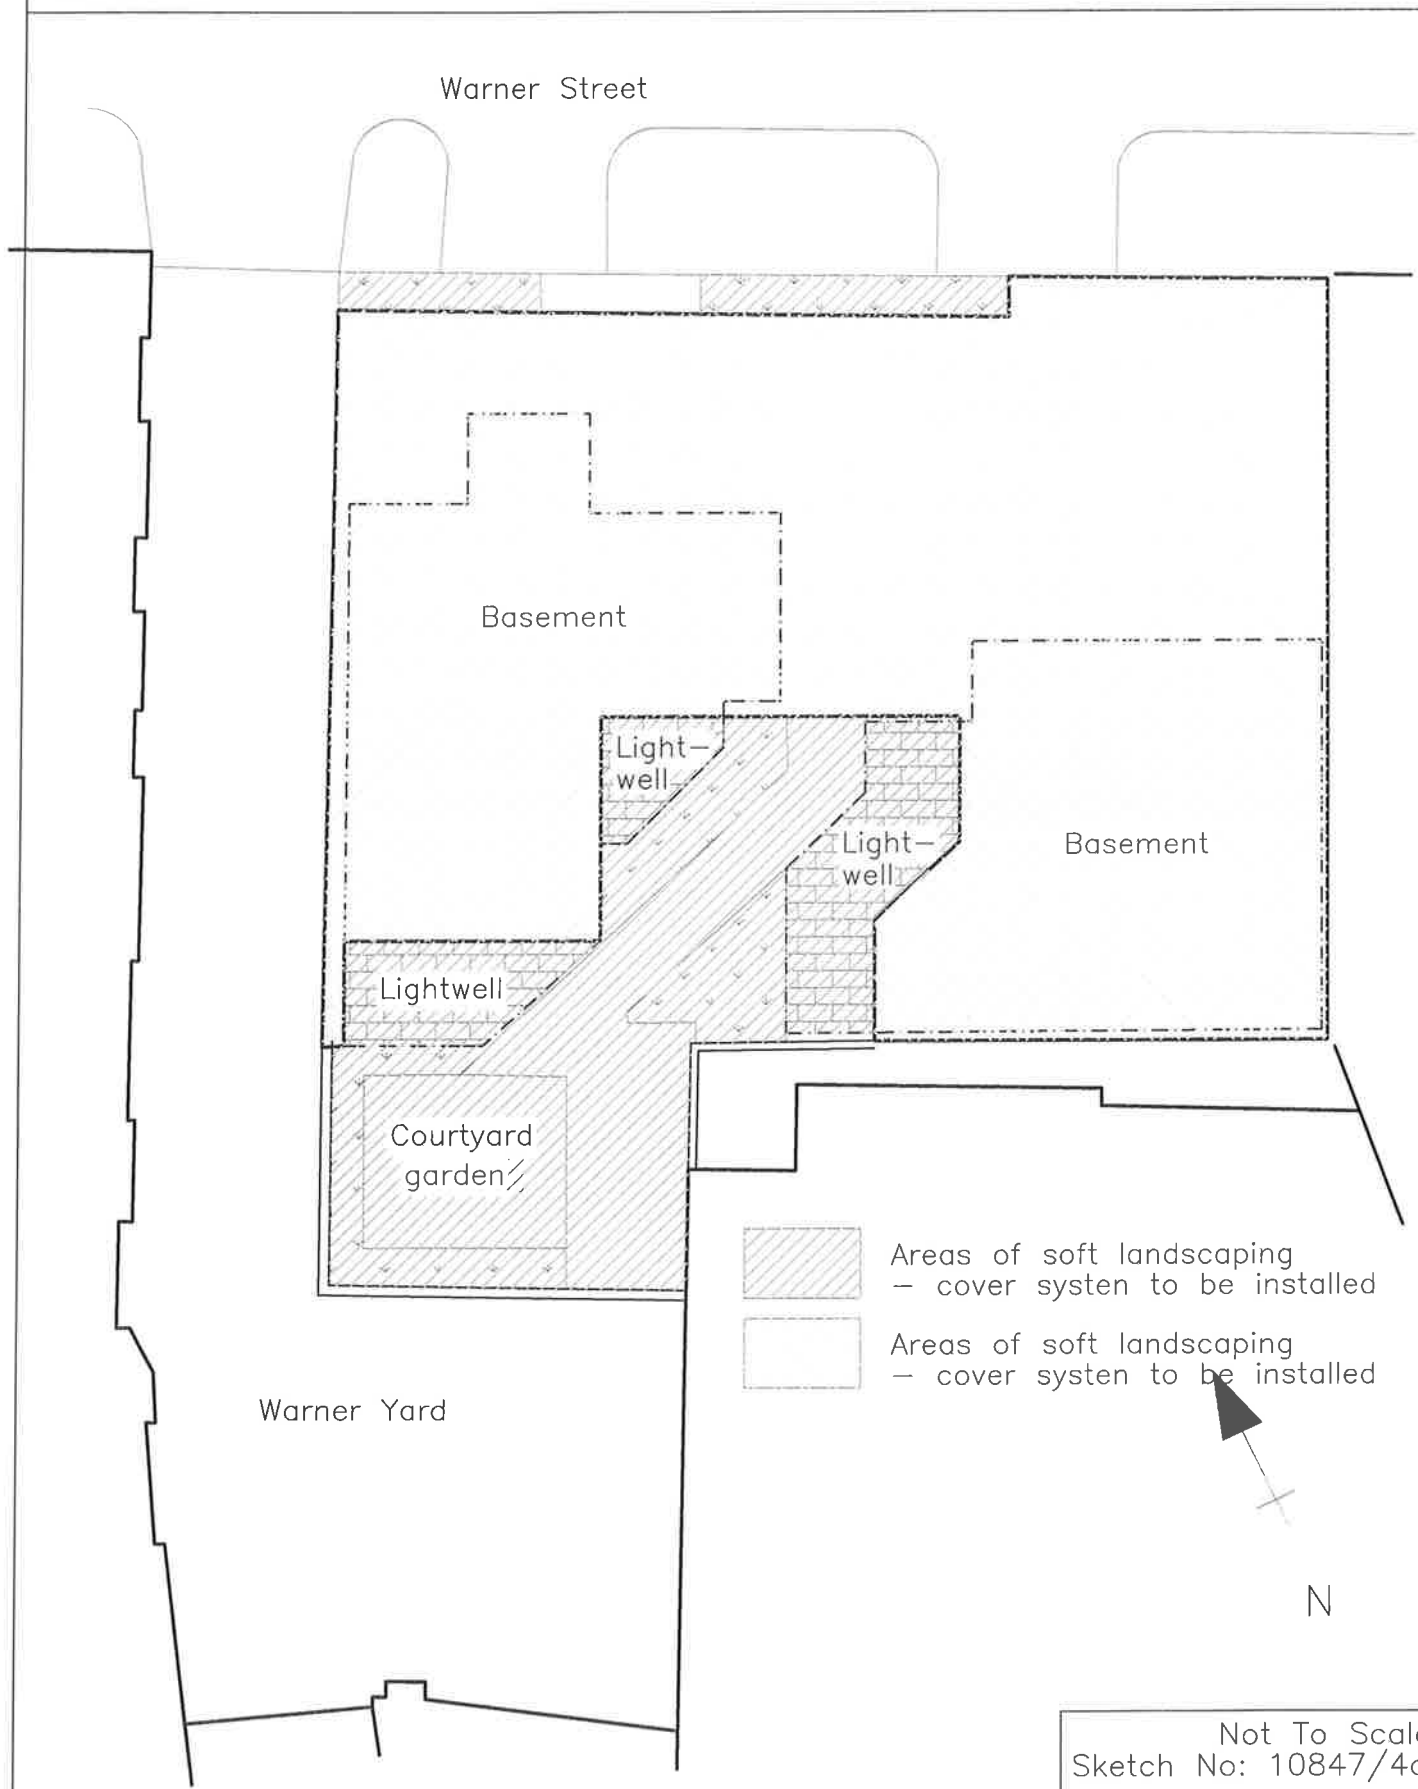 Warner Street
Basement
Light-
well
Light-
well
Basement
Lightwell
Courtyard
garden
Areas of soft landscaping
- cover systen to be installed
Areas of soft landscaping
- cover systen to be installed
Warner Yard
N
Not To Scale
Sketch No: 10847/4